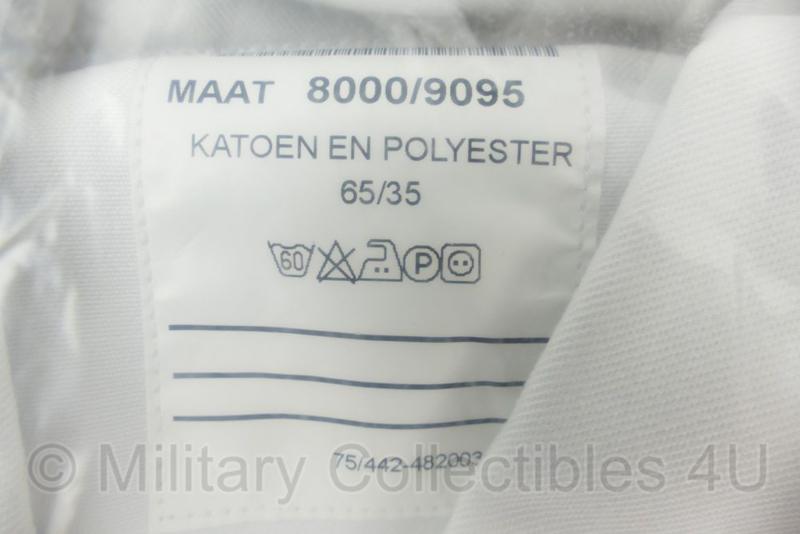 MAAT 8000/9095
KATOEN EN POLYESTER
65/35
60 P
75/442-482003
© Military Collectibles 4U